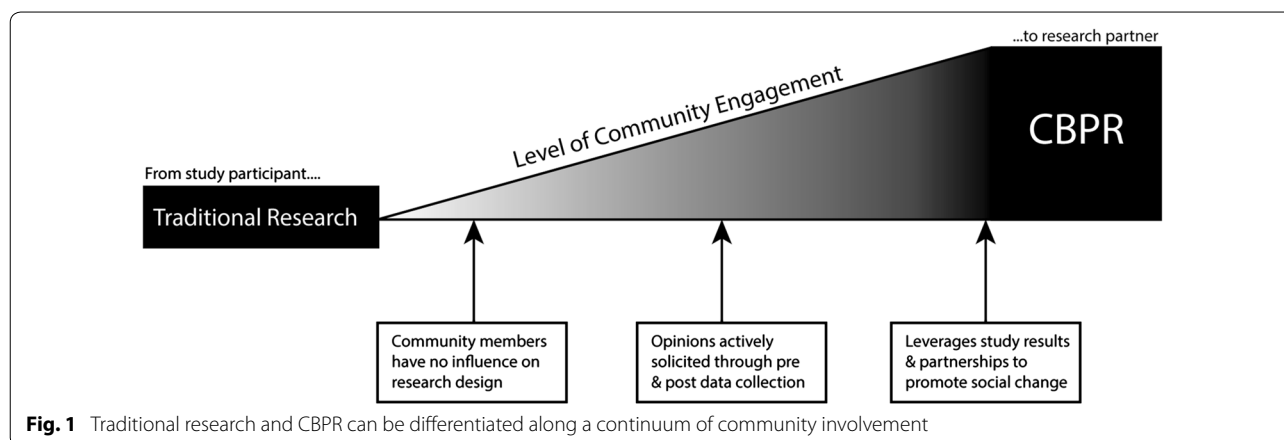 ...to research partner
Level of Community Engagement
CBPR
From study participant....
Traditional Research
Community members
have no influence on
research design
Opinions actively
solicited through pre
& post data collection
Leverages study results
& partnerships to
promote social change
Fig. 1 Traditional research and CBPR can be differentiated along a continuum of community involvement